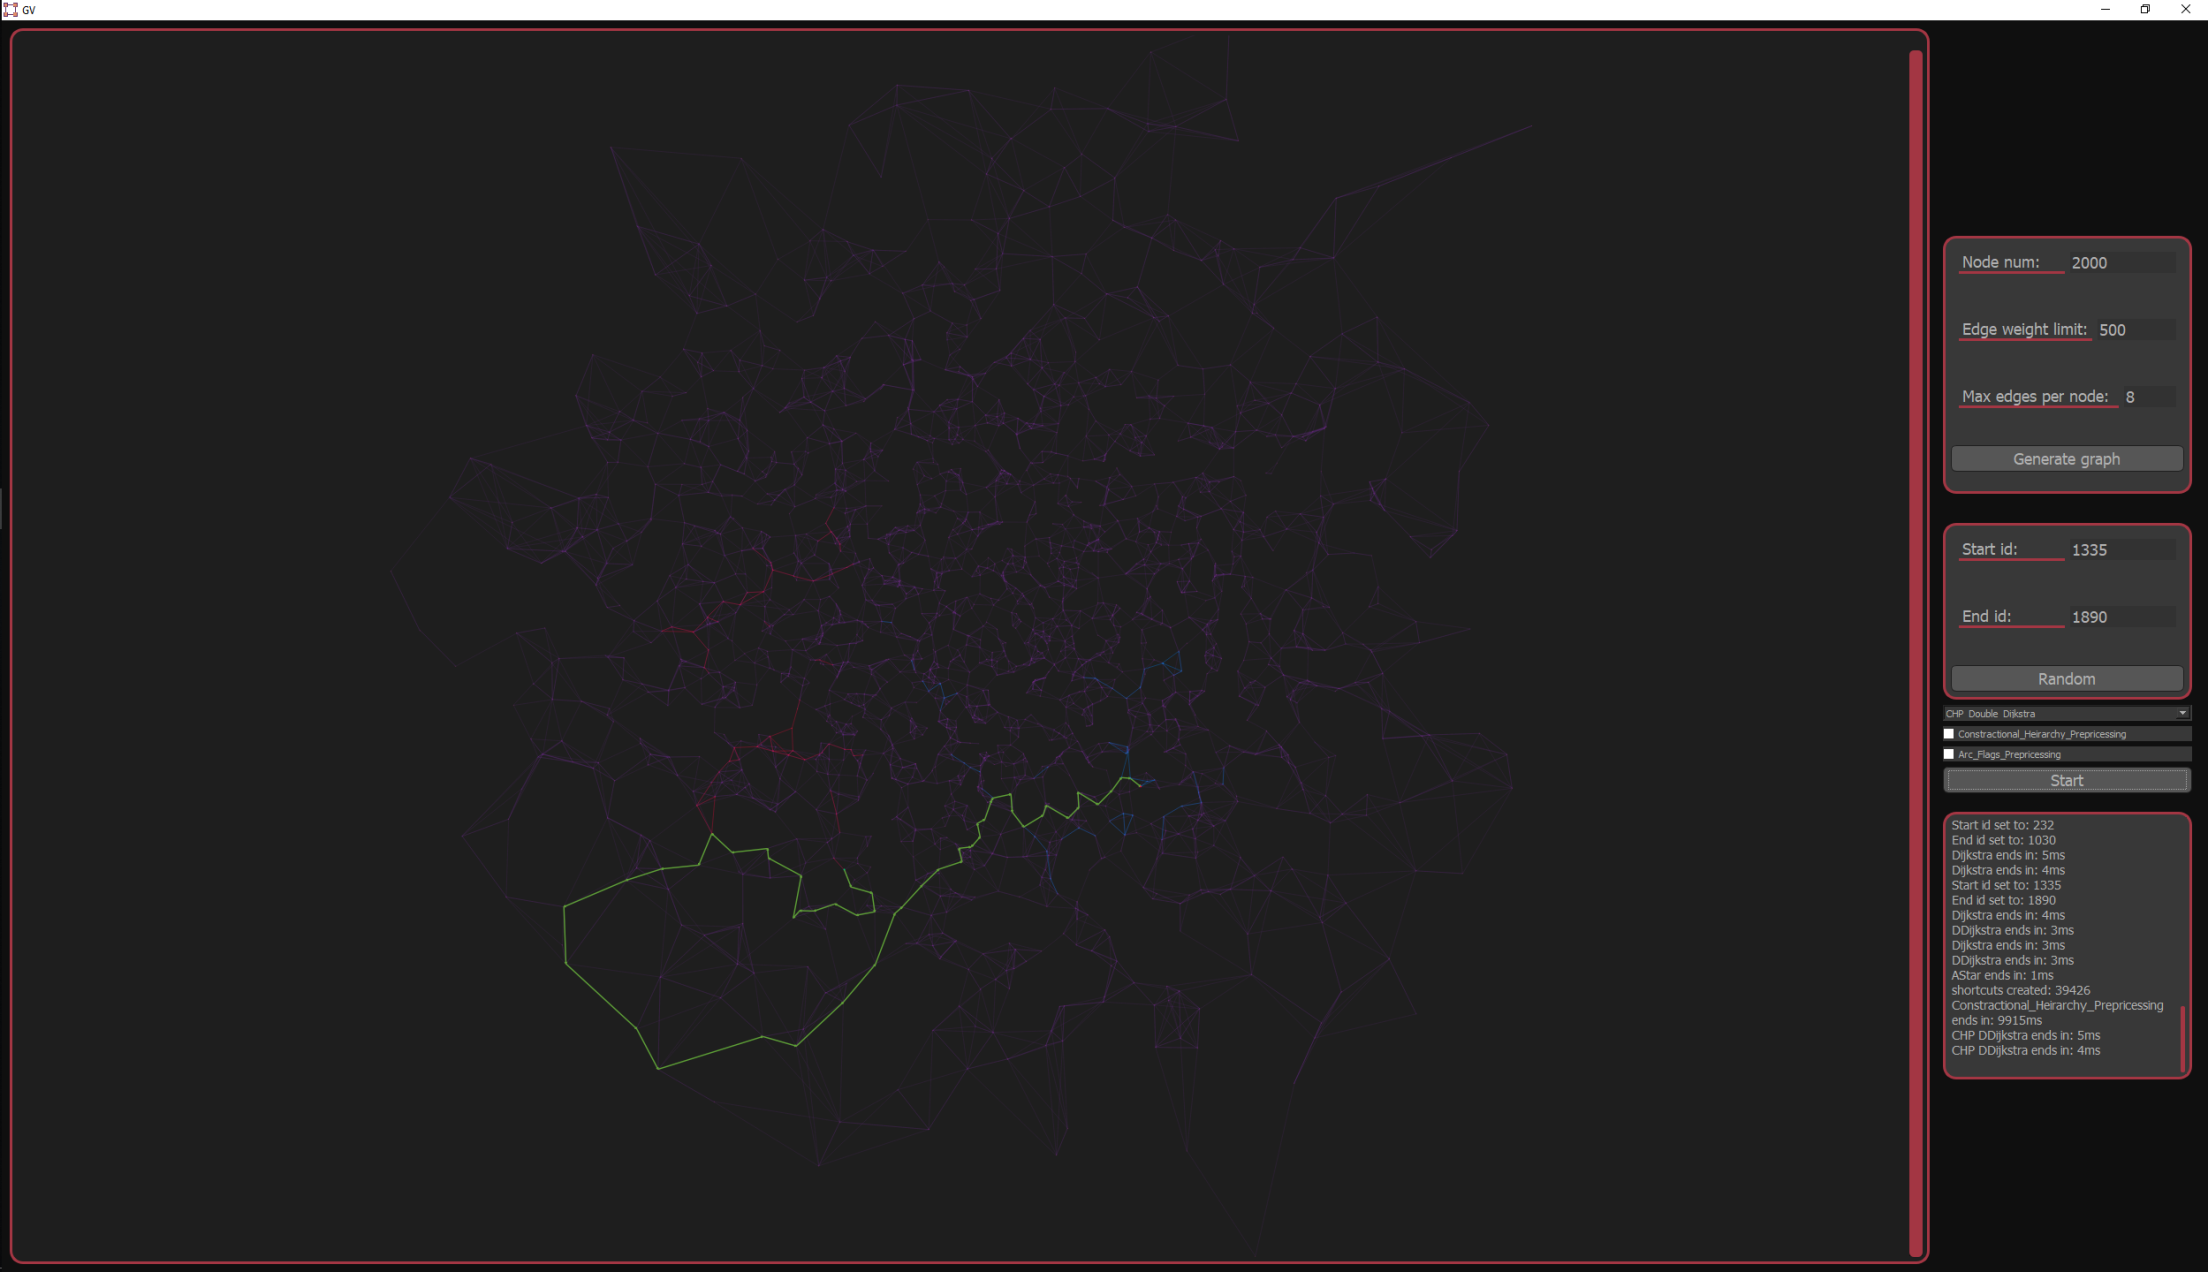 GV
Node num: 2000
Edge weight limit: 500
Max edges per node: 8
Generate graph
Start id: 1335
End id: 1890
Random
CHP_Double_Dijkstra
Constractional_Heirarchy_Prepricessing
Arc_Flags_Prepricessing
Start
Start id set to: 232
End id set to: 1030
Dijkstra ends in: 5ms
Dijkstra ends in: 4ms
Start id set to: 1335
End id set to: 1890
Dijkstra ends in: 4ms
DDijkstra ends in: 3ms
Dijkstra ends in: 3ms
DDijkstra ends in: 3ms
AStar ends in: 1ms
shortcuts created: 39426
Constractional_Heirarchy_Prepricessing
ends in: 9915ms
CHP DDijkstra ends in: 5ms
CHP DDijkstra ends in: 4ms